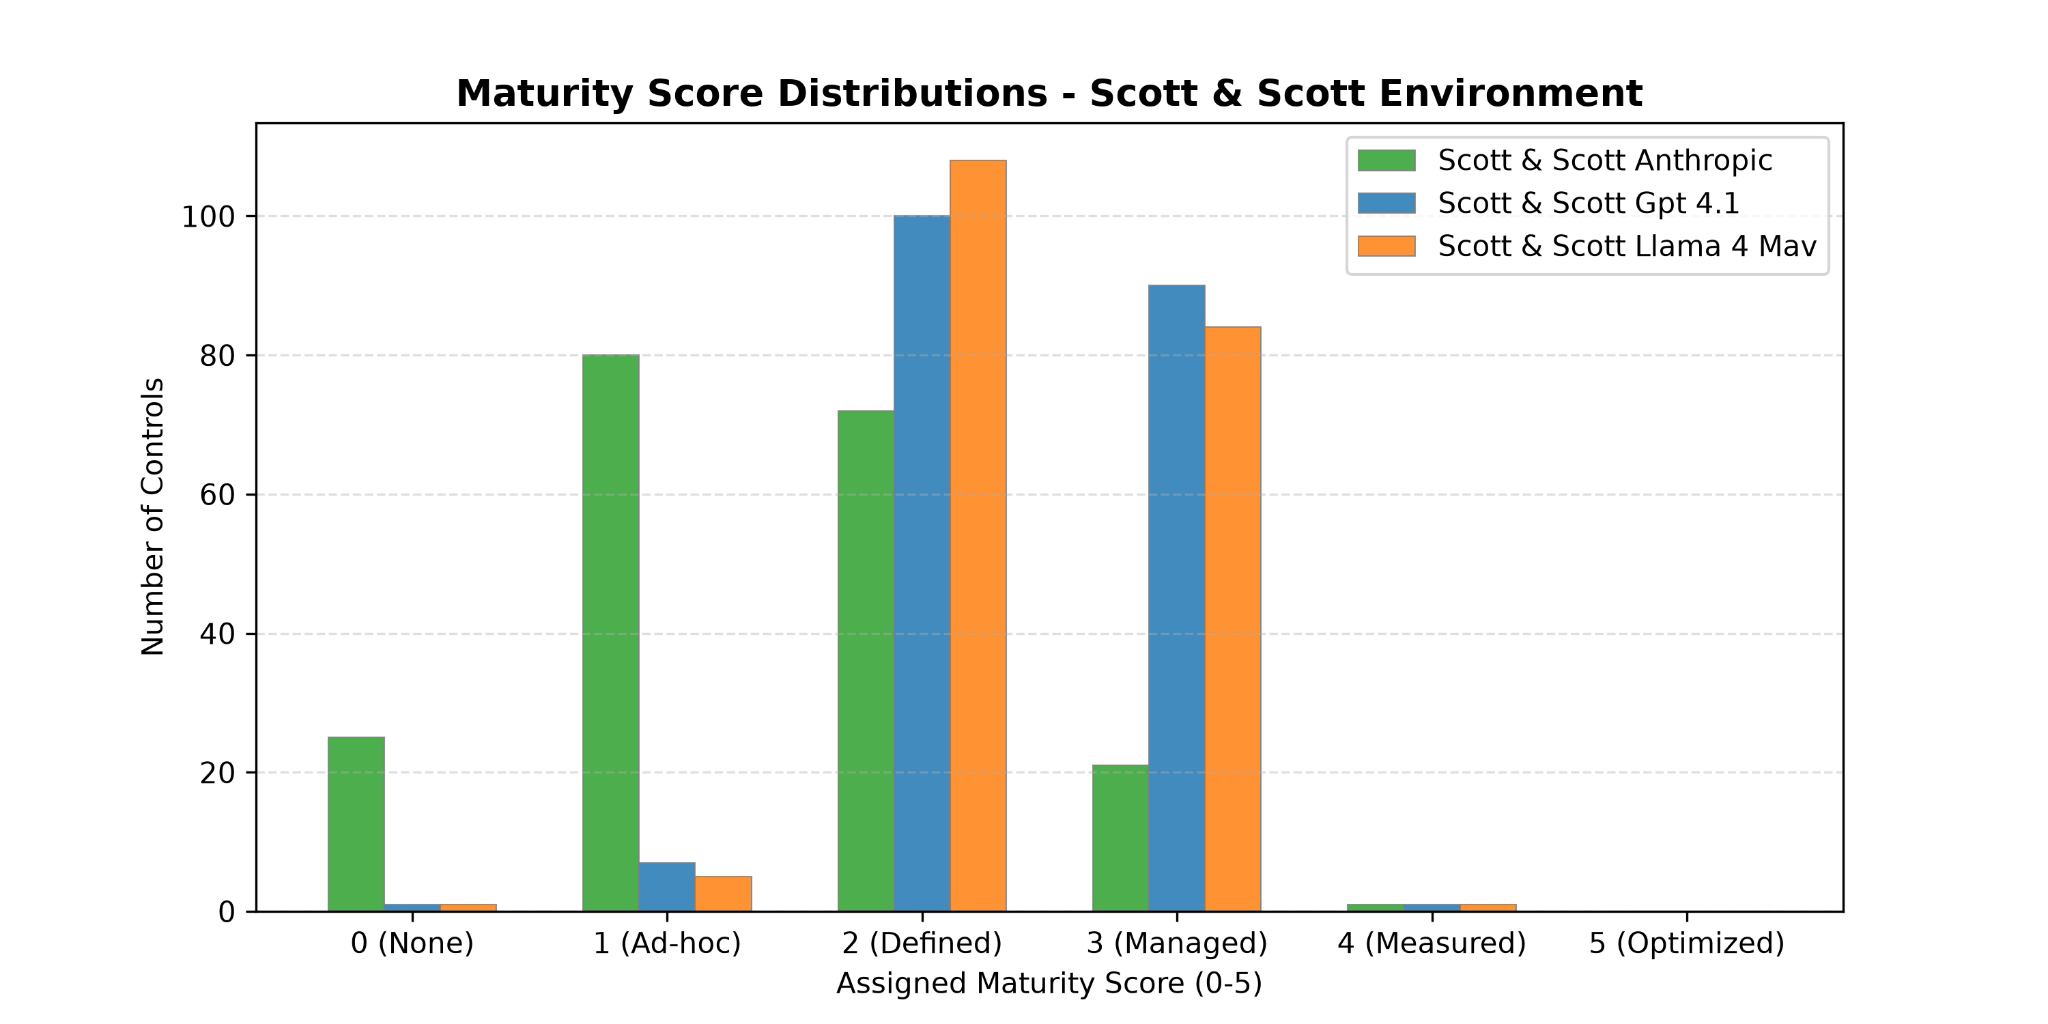 Maturity Score Distributions - Scott & Scott Environment
Scott & Scott Anthropic
Scott & Scott Gpt 4.1
Scott & Scott Llama 4 Mav
Number of Controls
100
80
60
40
20
0
0 (None)
1 (Ad-hoc)
2 (Defined)
3 (Managed)
4 (Measured)
5 (Optimized)
Assigned Maturity Score (0-5)